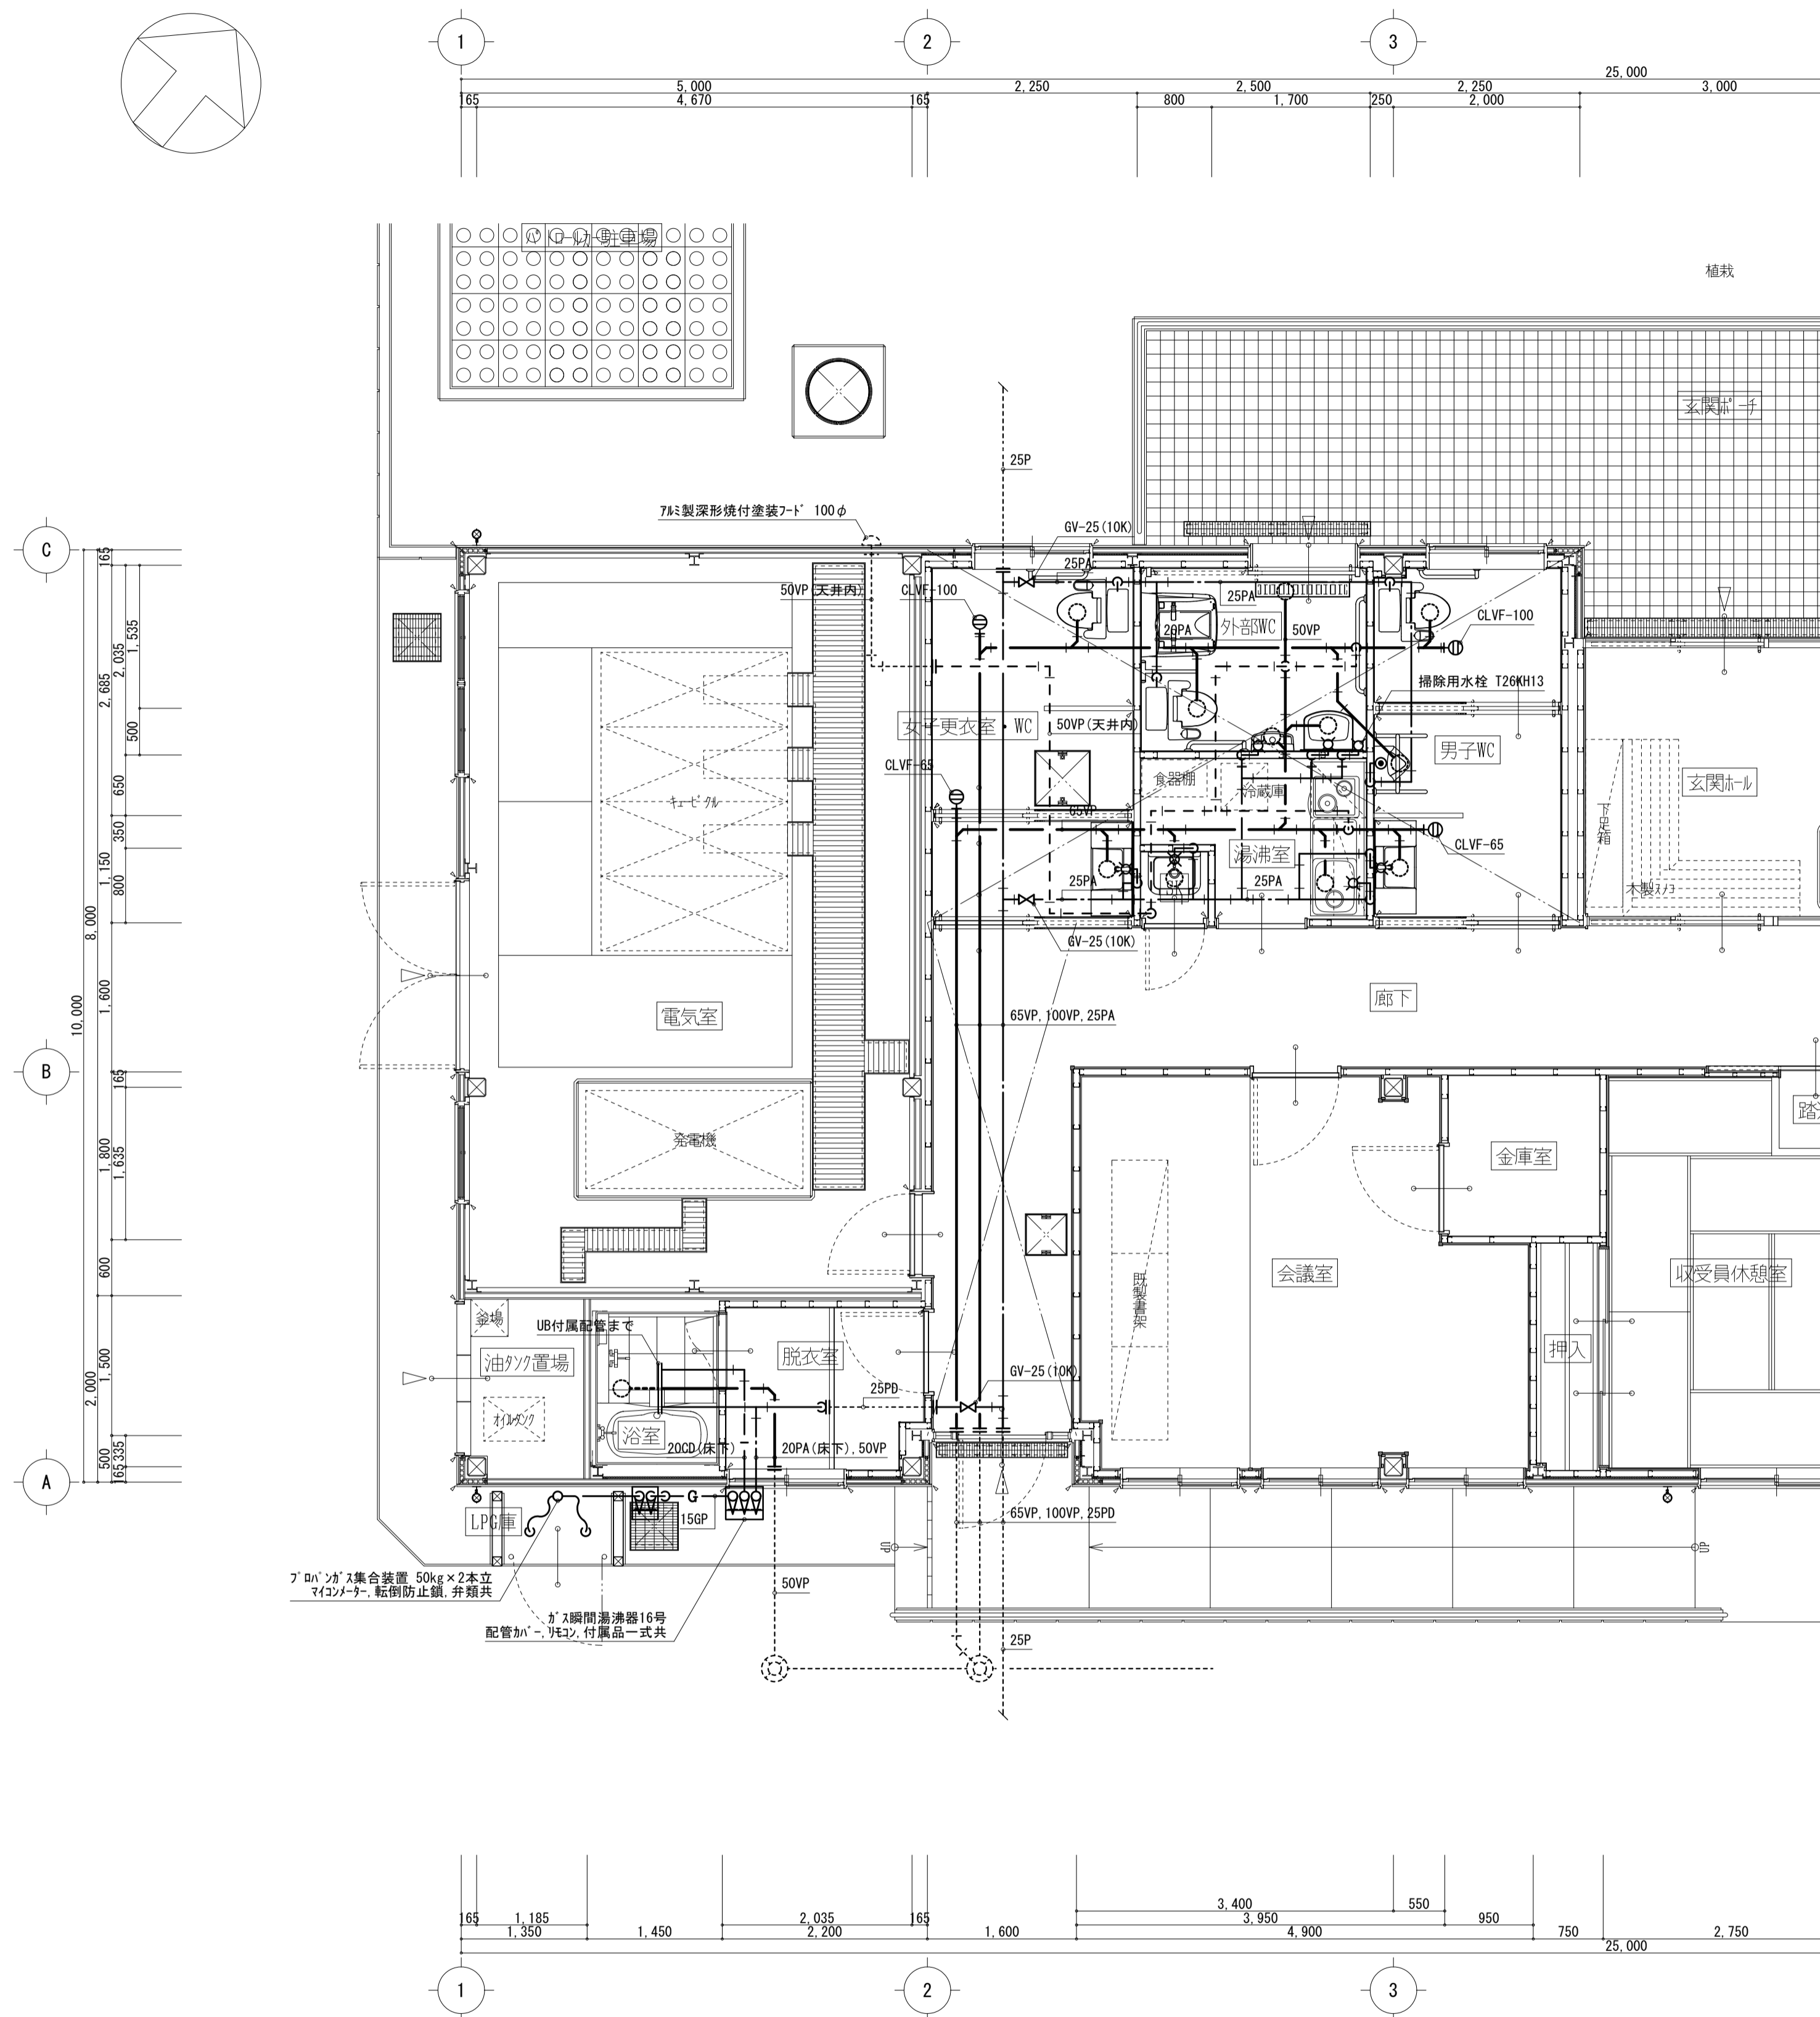 1
2
3
25,000
5,000
2,250
2,500
2,250
3,000
165
4,670
165
800
1,700
250
2,000
パトロールカー駐車場
植栽
玄関ポーチ
25P
アルミ製深形焼付塗装フード 100φ
GV-25(10K)
C
165
25PA
50VP(天井内)
CLVF-100
25PA
外部WC
20PA
50VP
CLVF-100
1,535
2,035
2,685
500
掃除用水栓 T26KH13
女子更衣室・WC
50VP(天井内)
男子WC
CLVF-65
食器棚
冷蔵庫
キュービクル
玄関ホール
下足箱
650
65VP
350
湯沸室
CLVF-65
1,150
800
25PA
25PA
木製スノコ
8,000
GV-25(10K)
廊下
10,000
1,600
電気室
65VP,100VP,25PA
B
165
発電機
金庫室
1,800
1,635
600
会議室
既製書架
収受員休憩室
釜場
UB付属配管まで
油タンク置場
脱衣室
押入
2,000
1,500
GV-25(10K)
25PD
オイルタンク
浴室
20CD(床下)
20PA(床下),50VP
500
335
165
A
LPG庫
G
15GP
65VP,100VP,25PD
UP
UP
プロパンガス集合装置 50kg×2本立
マイコンメーター,転倒防止鎖,弁類共
50VP
ガス瞬間湯沸器16号
配管カバー,リモコン,付属品一式共
25P
3,400
550
165
1,185
2,035
165
3,950
950
1,350
1,450
2,200
1,600
4,900
750
2,750
25,000
1
2
3